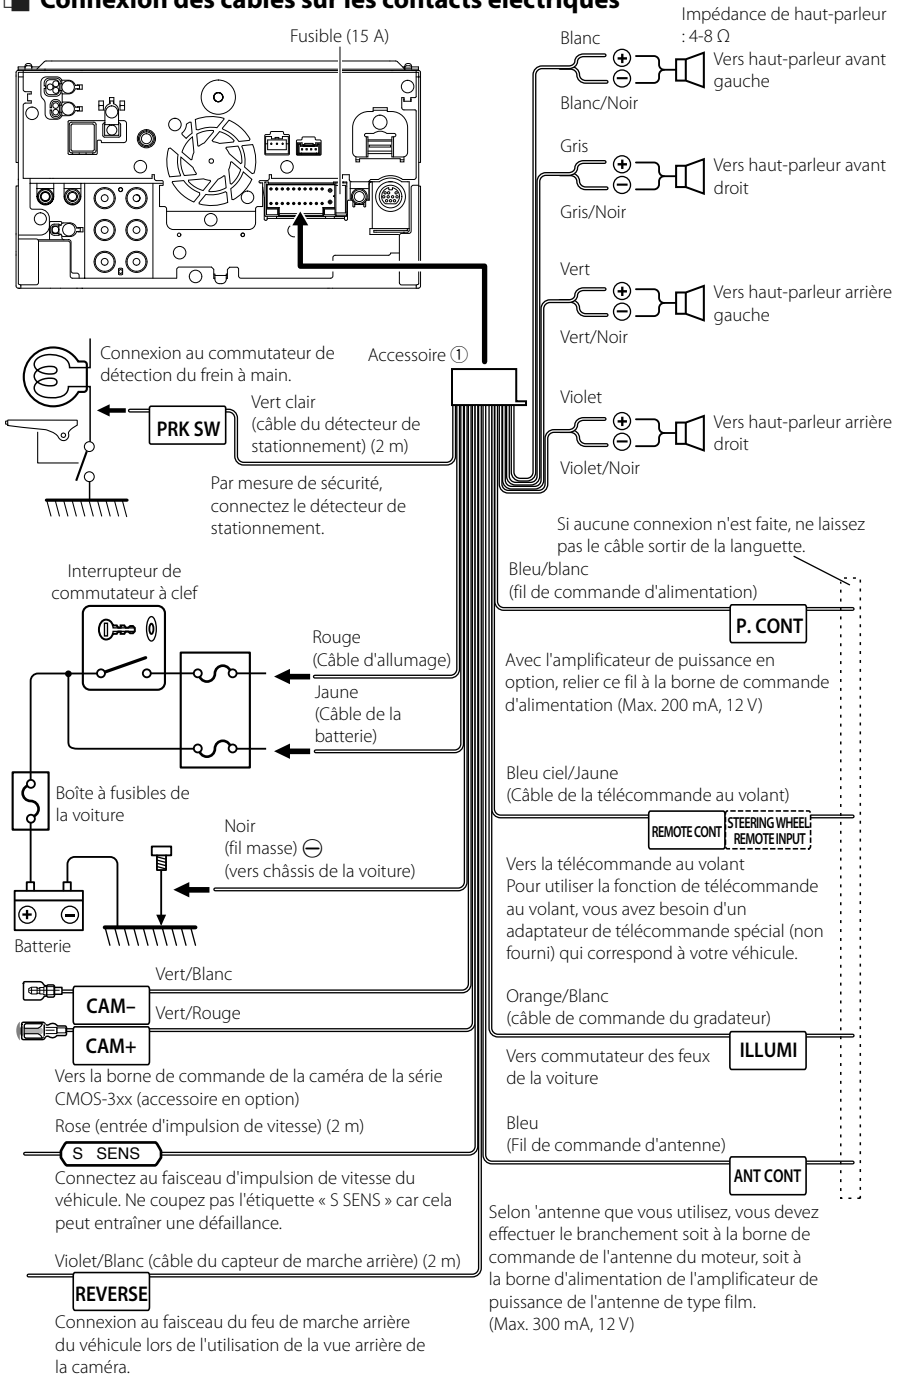 Connexion des câbles sur les contacts électriques
Fusible (15 A)
Impédance de haut-parleur
: 4-8 Ω
Blanc
Vers haut-parleur avant
gauche
Blanc/Noir
Gris
Vers haut-parleur avant
droit
Gris/Noir
Vert
Vers haut-parleur arrière
gauche
Vert/Noir
Violet
Vers haut-parleur arrière
droit
Violet/Noir
Connexion au commutateur de
détection du frein à main.
Accessoire ①
PRK SW
Vert clair
(câble du détecteur de
stationnement) (2 m)
Par mesure de sécurité,
connectez le détecteur de
stationnement.
Si aucune connexion n'est faite, ne laissez
pas le câble sortir de la languette.
Bleu/blanc
(fil de commande d'alimentation)
P. CONT
Avec l'amplificateur de puissance en
option, relier ce fil à la borne de commande
d'alimentation (Max. 200 mA, 12 V)
Interrupteur de
commutateur à clef
Rouge
(Câble d'allumage)
Jaune
(Câble de la
batterie)
Boîte à fusibles de
la voiture
Bleu ciel/Jaune
(Câble de la télécommande au volant)
REMOTE CONT
STEERING WHEEL
REMOTE INPUT
Vers la télécommande au volant
Pour utiliser la fonction de télécommande
au volant, vous avez besoin d'un
adaptateur de télécommande spécial (non
fourni) qui correspond à votre véhicule.
Noir
(fil masse) ⊖
(vers châssis de la voiture)
+
−
Batterie
Vert/Blanc
CAM–
Vert/Rouge
CAM+
Vers la borne de commande de la caméra de la série
CMOS-3xx (accessoire en option)
Orange/Blanc
(câble de commande du gradateur)
ILLUMI
Vers commutateur des feux
de la voiture
Rose (entrée d'impulsion de vitesse) (2 m)
S SENS
Connectez au faisceau d'impulsion de vitesse du
véhicule. Ne coupez pas l'étiquette « S SENS » car cela
peut entraîner une défaillance.
Bleu
(Fil de commande d'antenne)
ANT CONT
Selon 'antenne que vous utilisez, vous devez
effectuer le branchement soit à la borne de
commande de l'antenne du moteur, soit à
la borne d'alimentation de l'amplificateur de
puissance de l'antenne de type film.
(Max. 300 mA, 12 V)
Violet/Blanc (câble du capteur de marche arrière) (2 m)
REVERSE
Connexion au faisceau du feu de marche arrière
du véhicule lors de l'utilisation de la vue arrière de
la caméra.